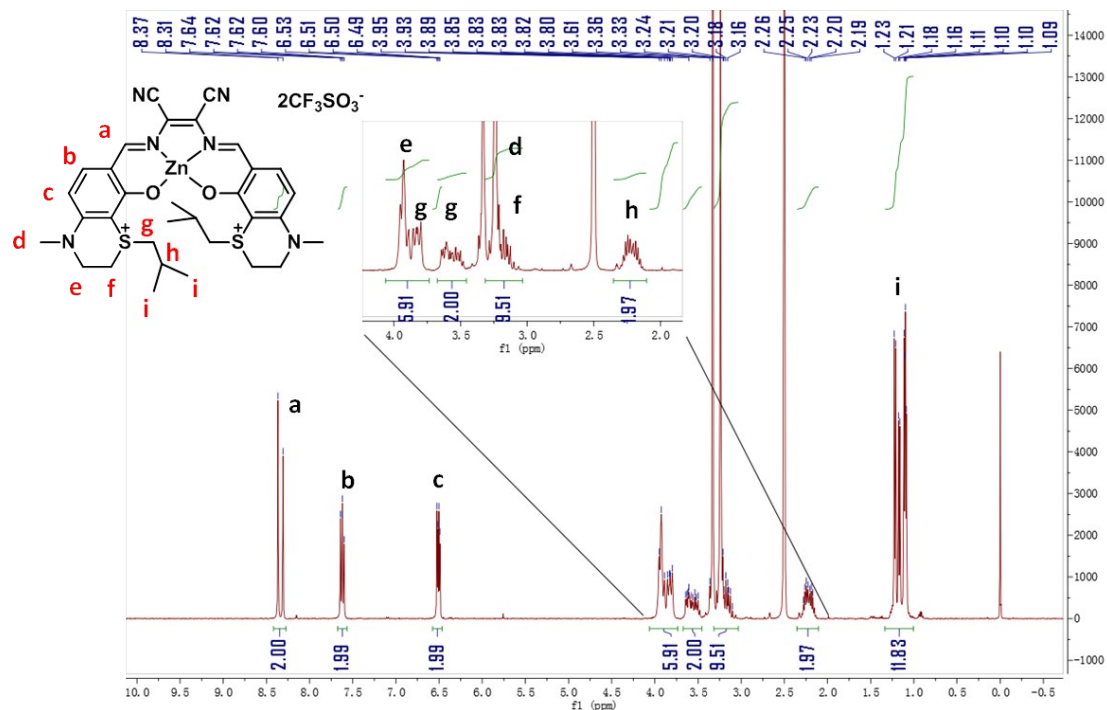 8.37 8.31 7.64 7.62 7.62 7.60 6.53 6.51 6.50 6.49 3.95 3.93 3.89 3.85 3.83 3.83 3.82 3.80 3.61 3.36 3.33 3.24 3.21 3.20 3.18 3.16 2.26 2.25 2.23 2.20 2.19 1.23 1.21 1.18 1.16 1.11 1.10 1.10 1.09
NC CN 2CF3SO3-
a N N
b Zn
c O O
d N S+ g S+ N
h
e f i i
e d
g g f h
5.91 2.00 9.51 1.97
4.0 3.5 3.0 2.5 2.0
f1 (ppm)
i
a
b c
2.00 1.99 1.99 5.91 2.00 9.51 1.97 11.83
10.0 9.5 9.0 8.5 8.0 7.5 7.0 6.5 6.0 5.5 5.0 4.5 4.0 3.5 3.0 2.5 2.0 1.5 1.0 0.5 0.0 -0.5
f1 (ppm)
14000
13000
12000
11000
10000
9000
8000
7000
6000
5000
4000
3000
2000
1000
0
-1000